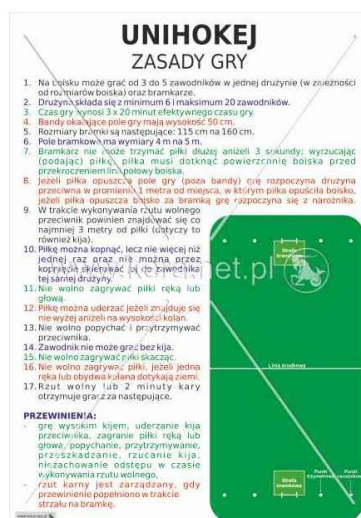 UNIHOKEJ
ZASADY GRY
1. Na boisku może grać od 3 do 5 zawodników w jednej drużynie (w zależności
od rozmiarów boiska) oraz bramkarze.
2. Drużyna składa się z minimum 6 i maksimum 20 zawodników.
3. Czas gry wynosi 3 x 20 minut efektywnego czasu gry.
4. Bandy okalające pole gry mają wysokość 50 cm.
5. Rozmiary bramki są następujące: 115 cm na 160 cm.
6. Pole bramkowe ma wymiary 4 m na 5 m.
7. Bramkarz nie może trzymać piłki dłużej aniżeli 3 sekundy; wyrzucając
(podając) piłkę, piłka musi dotknąć powierzchnię boiska przed
przekroczeniem linii połowy boiska.
8. Jeżeli piłka opuszcza pole gry (poza bandy) grę rozpoczyna drużyna
przeciwna w promieniu 1 metra od miejsca, w którym piłka opuściła boisko,
jeżeli piłka opuszcza boisko za bramką grę rozpoczyna się z narożnika.
9. W trakcie wykonywania rzutu wolnego
przeciwnik powinien znajdować się co
najmniej 3 metry od piłki (dotyczy to
również kija).
10. Piłkę można kopnąć, lecz nie więcej niż
jednej raz oraz nie można przez
kopnięcie skierować jej do zawodnika
tej samej drużyny.
11. Nie wolno zagrywać piłki ręką lub
głową.
12. Piłkę można uderzać jeżeli znajduje się
nie wyżej aniżeli na wysokości kolan.
13. Nie wolno popychać i przytrzymywać
przeciwnika.
14. Zawodnik nie może grać bez kija.
15. Nie wolno zagrywać piłki skacząc.
16. Nie wolno zagrywać piłki, jeżeli jedna
ręka lub obydwa kolana dotykają ziemi.
17. Rzut wolny lub 2 minuty kary
otrzymuje gracz za następujące.
PRZEWINIENIA:
- grę wysokim kijem, uderzanie kija
przeciwnika, zagranie piłki ręką lub
głową, popychanie, przytrzymywanie,
przeszkadzanie, rzucanie kija,
niezachowanie odstępu w czasie
wykonywania rzutu wolnego,
- rzut karny jest zarządzany, gdy
przewinienie popełniono w trakcie
strzału na bramkę.
Strefa
bramkowa
Linia środkowa
Strefa
bramkowa
Punkt
Punkt